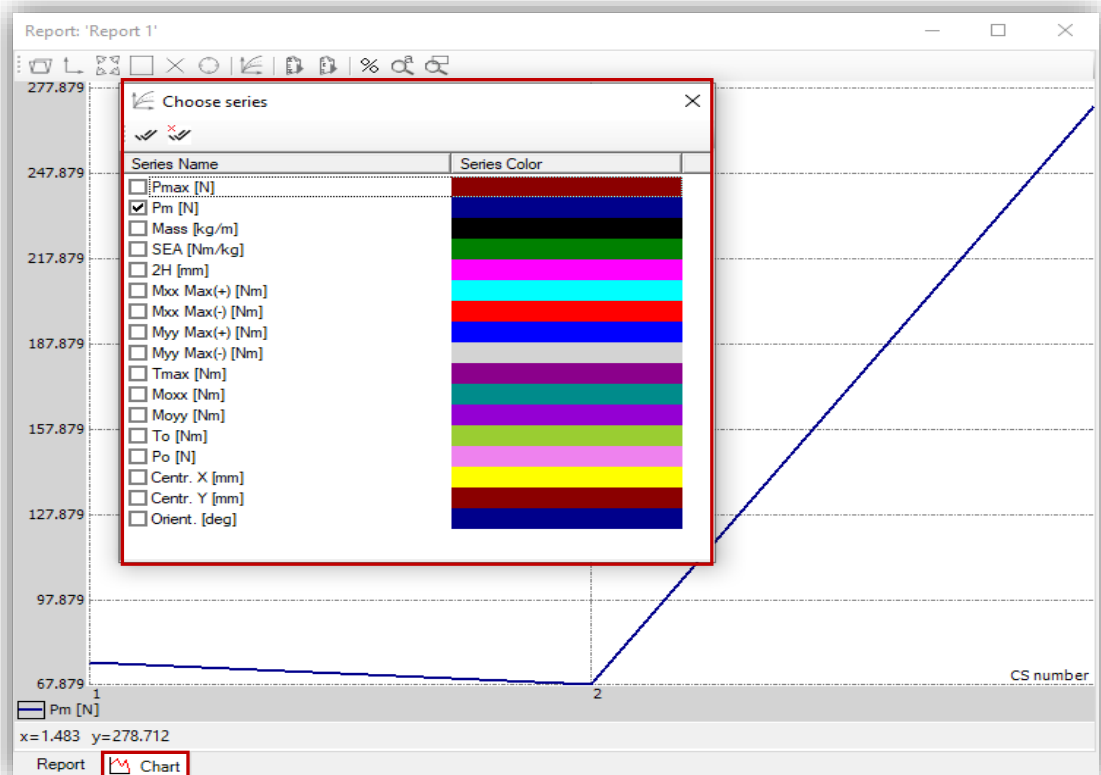 Report: 'Report 1'
%
277.879
Choose series
Series Name Series Color
247.879
Pmax [N]
Pm [N]
Mass [kg/m]
SEA [Nm/kg]
217.879
2H [mm]
Mxx Max(+) [Nm]
Mxx Max(-) [Nm]
Myy Max(+) [Nm]
187.879
Myy Max(-) [Nm]
Tmax [Nm]
Moxx [Nm]
Moyy [Nm]
157.879
To [Nm]
Po [N]
Centr. X [mm]
Centr. Y [mm]
127.879
Orient. [deg]
97.879
67.879
CS number
1 2
Pm [N]
x=1.483 y=278.712
Report Chart